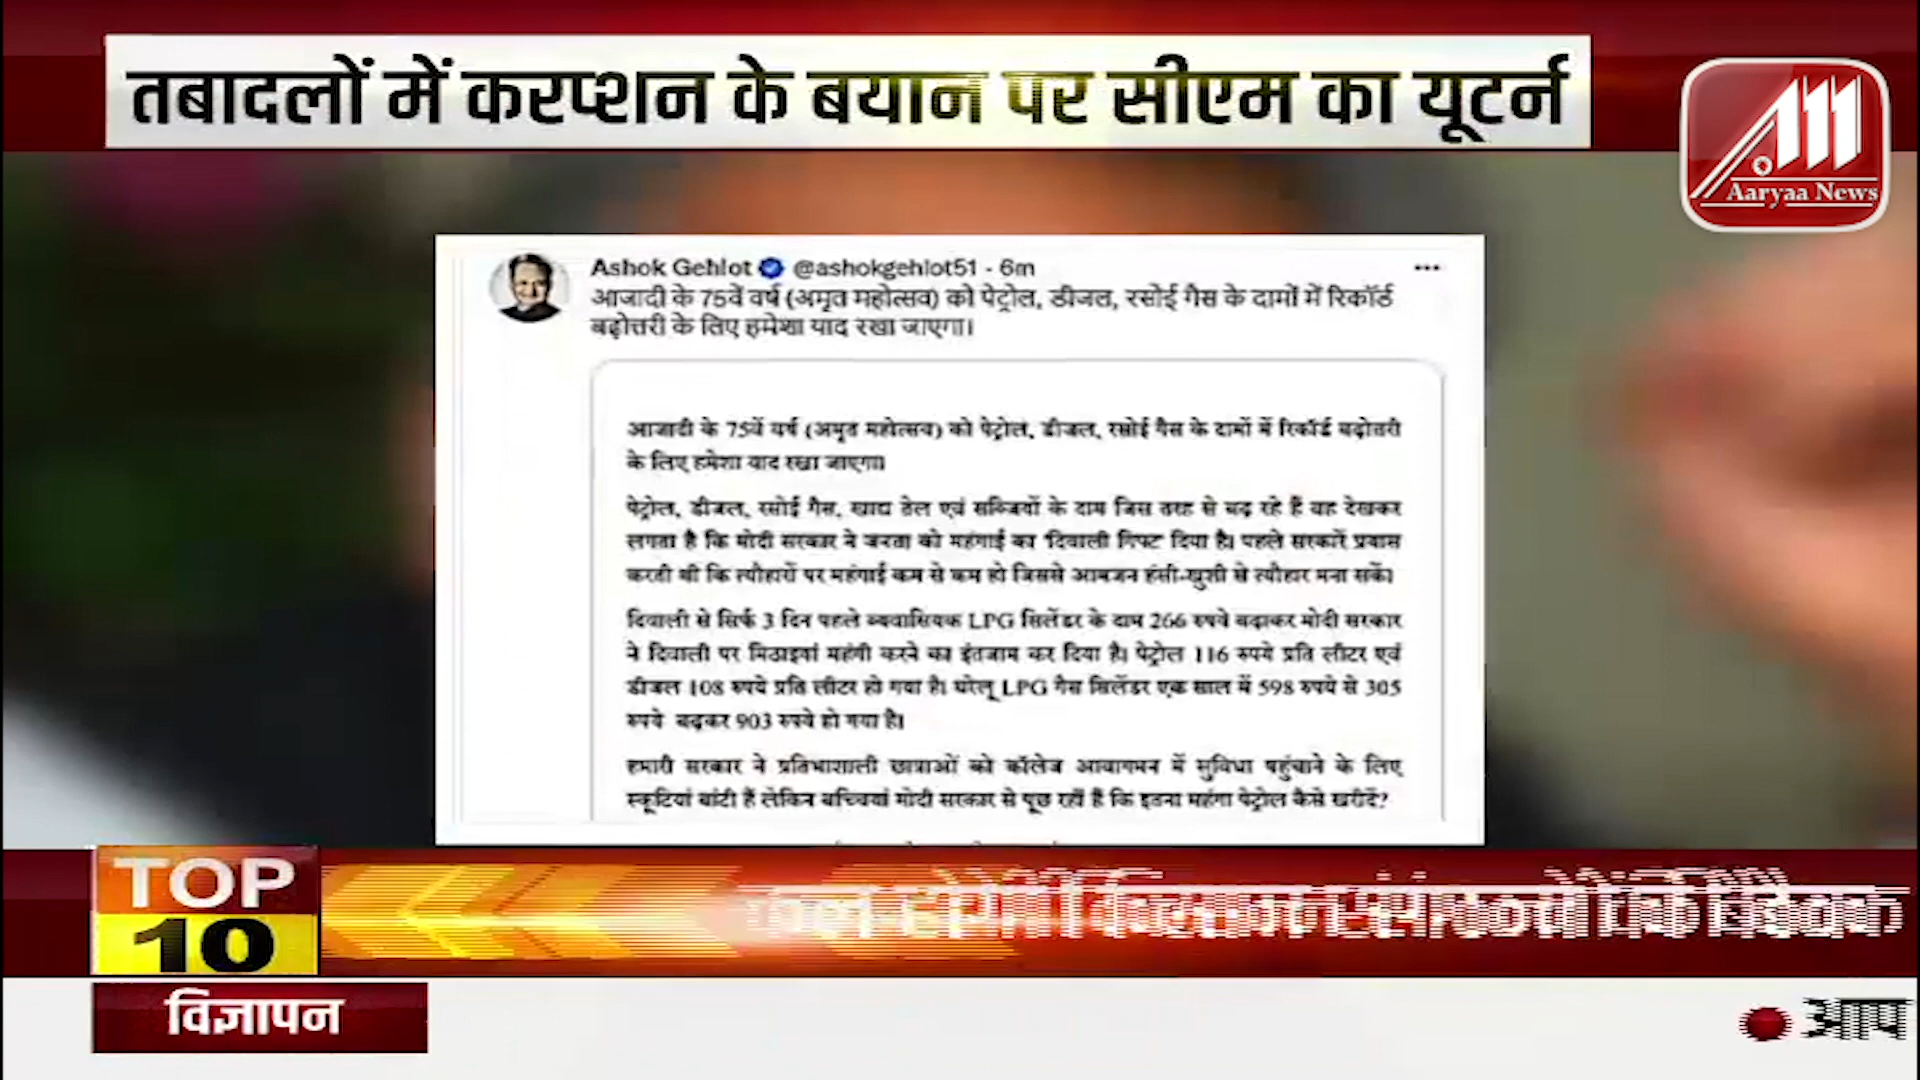 तबादलों में करप्शन के बयान पर सीएम का यूटर्न
Aaryaa News
Ashok Gehlot @ashokgehlot51 - 6m
आजादी के 75वें वर्ष (अमृत महोत्सव) को पेट्रोल, डीजल, रसोई गैस के दामों में रिकॉर्ड
बढ़ोत्तरी के लिए हमेशा याद रखा जाएगा।
आजादी के 75वें वर्ष (अमृत महोत्सव) को पेट्रोल, डीजल, रसोई गैस के दामों में रिकॉर्ड बढ़ोतरी
के लिए हमेशा याद रखा जाएगा।
पेट्रोल, डीजल, रसोई गैस, खाद्य तेल एवं सब्जियों के दाम जिस तरह से बढ़ रहे हैं वह देखकर
लगता है कि मोदी सरकार ने जनता को महंगाई का 'दिवाली गिफ्ट' दिया है। पहले सरकारें प्रयास
करती थी कि त्यौहारों पर महंगाई कम से कम हो जिससे आमजन हंसी-खुशी से त्यौहार मना सकें।
दिवाली से सिर्फ 3 दिन पहले व्यवासियक LPG सिलेंडर के दाम 266 रुपये बढ़ाकर मोदी सरकार
ने दिवाली पर मिठाइयां महंगी करने का इंतजाम कर दिया है। पेट्रोल 116 रुपये प्रति लीटर एवं
डीजल 108 रुपये प्रति लीटर हो गया है। घरेलू LPG गैस सिलेंडर एक साल में 598 रुपये से 305
रुपये बढ़कर 903 रुपये हो गया है।
हमारी सरकार ने प्रतिभाशाली छात्राओं को कॉलेज आवागमन में सुविधा पहुंचाने के लिए
स्कूटियां बांटी हैं लेकिन बच्चियां मोदी सरकार से पूछ रहीं हैं कि इतना महंगा पेट्रोल कैसे खरीदें?
TOP
10
विज्ञापन
आप